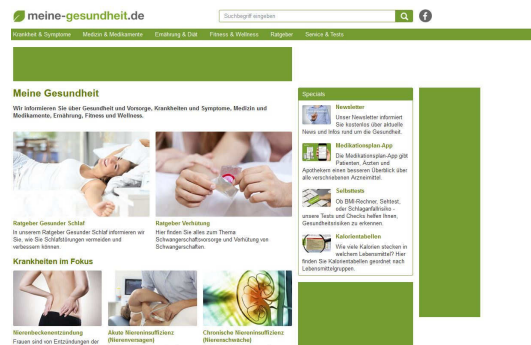 meine-gesundheit.de
Suchbegriff eingeben
Krankheit & Symptome Medizin & Medikamente Ernährung & Diät Fitness & Wellness Ratgeber Service & Tests
Meine Gesundheit
Wir informieren Sie über Gesundheit und Vorsorge, Krankheiten und Symptome, Medizin und
Medikamente, Ernährung, Fitness und Wellness.
Ratgeber Gesunder Schlaf
In unserem Ratgeber Gesunder Schlaf informieren wir
Sie, wie Sie Schlafstörungen vermeiden und
verbessern können.
Ratgeber Verhütung
Hier finden Sie alles zum Thema
Schwangerschaftsvorsorge und Verhütung von
Schwangerschaften.
Krankheiten im Fokus
Nierenbeckenentzündung
Frauen sind von Entzündungen der
Akute Niereninsuffizienz
(Nierenversagen)
Chronische Niereninsuffizienz
(Nierenschwäche)
Specials
Newsletter
Unser Newsletter informiert
Sie kostenlos über aktuelle
News und Infos rund um die Gesundheit.
Medikationsplan-App
Die Medikationsplan-App gibt
Patienten, Ärzten und
Apothekern einen besseren Überblick über
alle verschriebenen Arzneimittel.
Selbsttests
Ob BMI-Rechner, Sehtest,
oder Schlaganfallrisiko -
unsere Tests und Checks helfen Ihnen,
Gesundheitsrisiken zu erkennen.
Kalorientabellen
Wie viele Kalorien stecken in
welchem Lebensmittel? Hier
finden Sie Kalorientabellen geordnet nach
Lebensmittelgruppen.